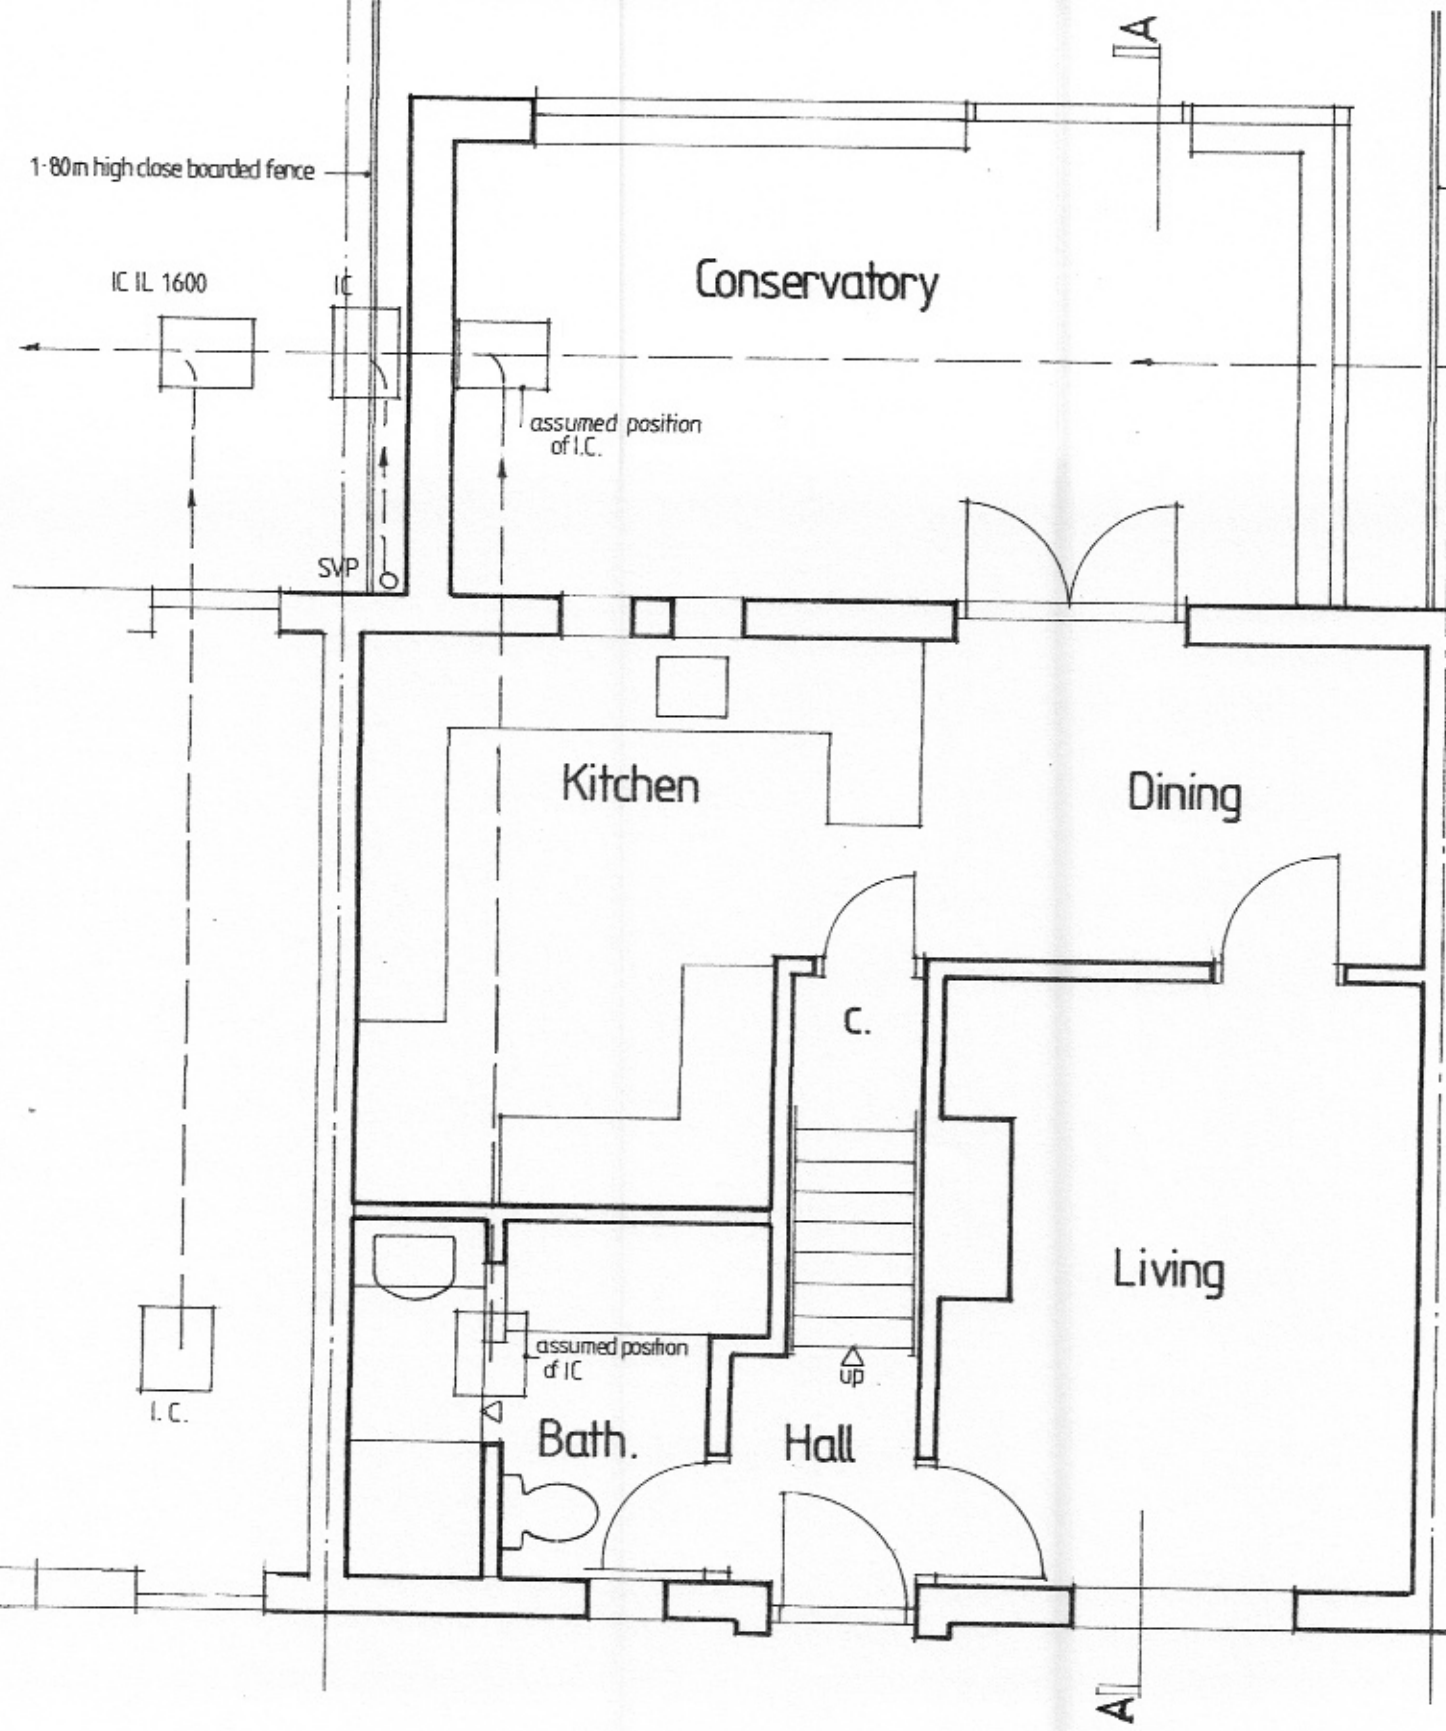 A
1·80m high close boarded fence
Conservatory
IC IL 1600
IC
assumed position
of I.C.
SVP
Kitchen
Dining
C.
Living
assumed position
of IC
up
I.C.
Bath.
Hall
A